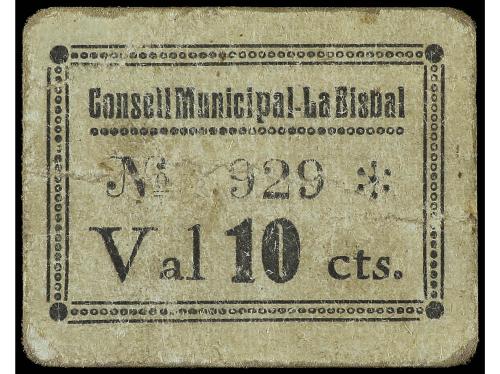 Consell Municipal-La Bisbal
Nº 929 *
Val 10 cts.